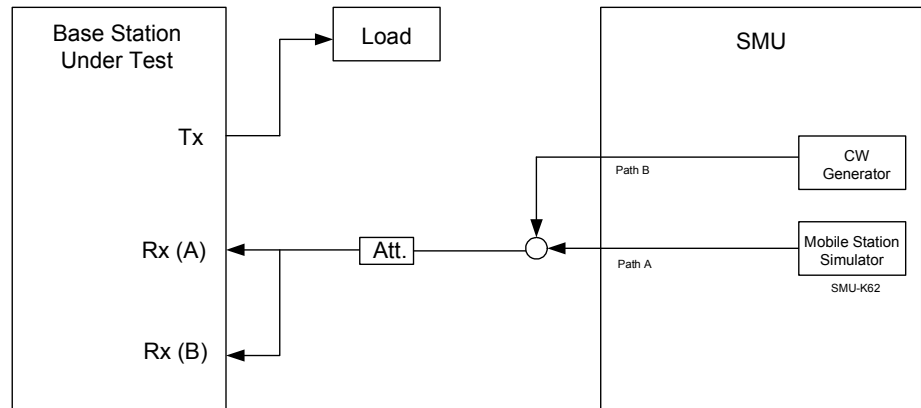 Base Station
Under Test
Load
SMU
Tx
CW
Generator
Path B
Rx (A)
Att.
Mobile Station
Simulator
Path A
SMU-K62
Rx (B)